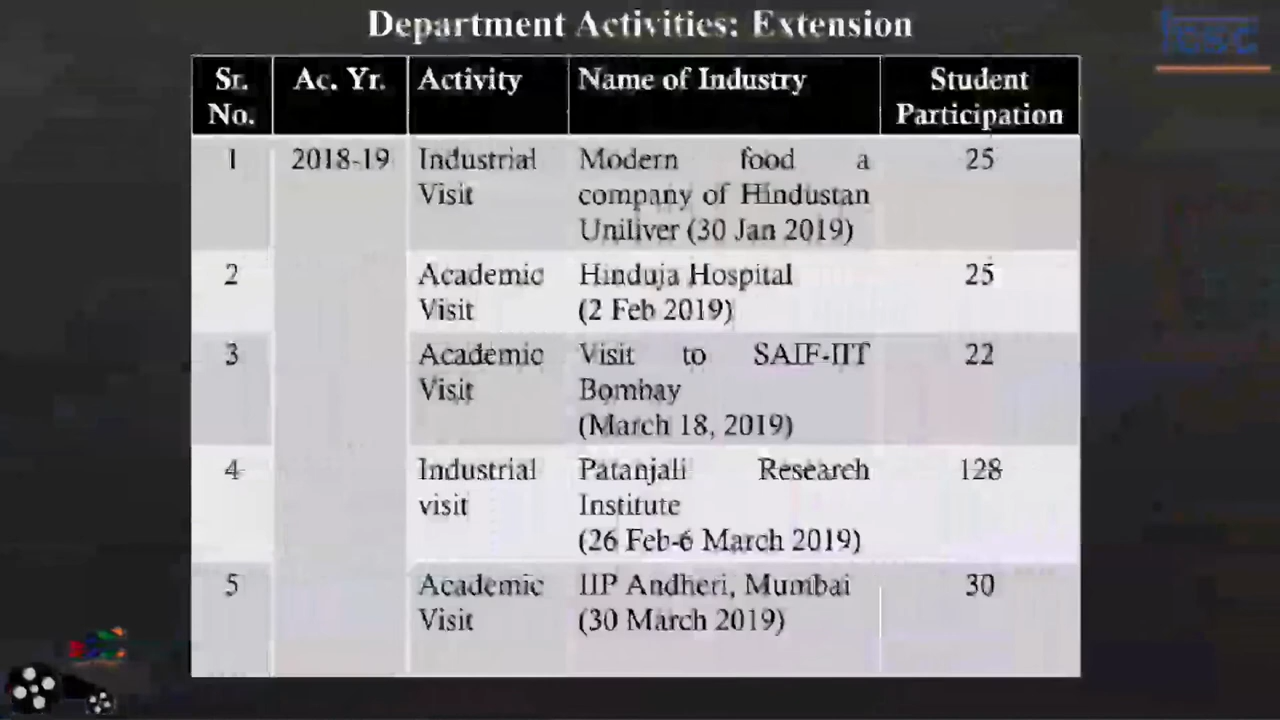 Department Activities: Extension
Sr. No. Ac. Yr. Activity Name of Industry Student Participation
1 2018-19 Industrial Visit Modern food a
company of Hindustan
Uniliver (30 Jan 2019) 25
2 Academic Visit Hinduja Hospital
(2 Feb 2019) 25
3 Academic Visit Visit to SAIF-IIT
Bombay
(March 18, 2019) 22
4 Industrial visit Patanjali Research
Institute
(26 Feb-6 March 2019) 128
5 Academic Visit IIP Andheri, Mumbai
(30 March 2019) 30